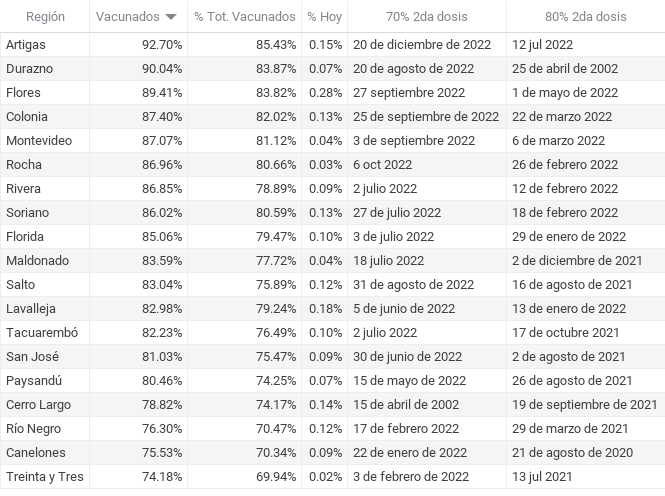 Región Vacunados % Tot. Vacunados % Hoy 70% 2da dosis 80% 2da dosis
Artigas 92.70% 85.43% 0.15% 20 de diciembre de 2022 12 jul 2022
Durazno 90.04% 83.87% 0.07% 20 de agosto de 2022 25 de abril de 2002
Flores 89.41% 83.82% 0.28% 27 septiembre 2022 1 de mayo de 2022
Colonia 87.40% 82.02% 0.13% 25 de septiembre de 2022 22 de marzo 2022
Montevideo 87.07% 81.12% 0.04% 3 de septiembre 2022 6 de marzo 2022
Rocha 86.96% 80.66% 0.03% 6 oct 2022 26 de febrero 2022
Rivera 86.85% 78.89% 0.09% 2 julio 2022 12 de febrero 2022
Soriano 86.02% 80.59% 0.13% 27 de julio 2022 18 de febrero 2022
Florida 85.06% 79.47% 0.10% 3 de julio 2022 29 de enero de 2022
Maldonado 83.59% 77.72% 0.04% 18 julio 2022 2 de diciembre de 2021
Salto 83.04% 75.89% 0.12% 31 de agosto de 2022 16 de agosto de 2021
Lavalleja 82.98% 79.24% 0.18% 5 de junio de 2022 13 de enero de 2022
Tacuarembó 82.23% 76.49% 0.10% 2 julio 2022 17 de octubre 2021
San José 81.03% 75.47% 0.09% 30 de junio de 2022 2 de agosto de 2021
Paysandú 80.46% 74.25% 0.07% 15 de mayo de 2022 26 de agosto de 2021
Cerro Largo 78.82% 74.17% 0.14% 15 de abril de 2002 19 de septiembre de 2021
Río Negro 76.30% 70.47% 0.12% 17 de febrero 2022 29 de marzo de 2021
Canelones 75.53% 70.34% 0.09% 22 de enero de 2022 21 de agosto de 2020
Treinta y Tres 74.18% 69.94% 0.02% 3 de febrero de 2022 13 jul 2021